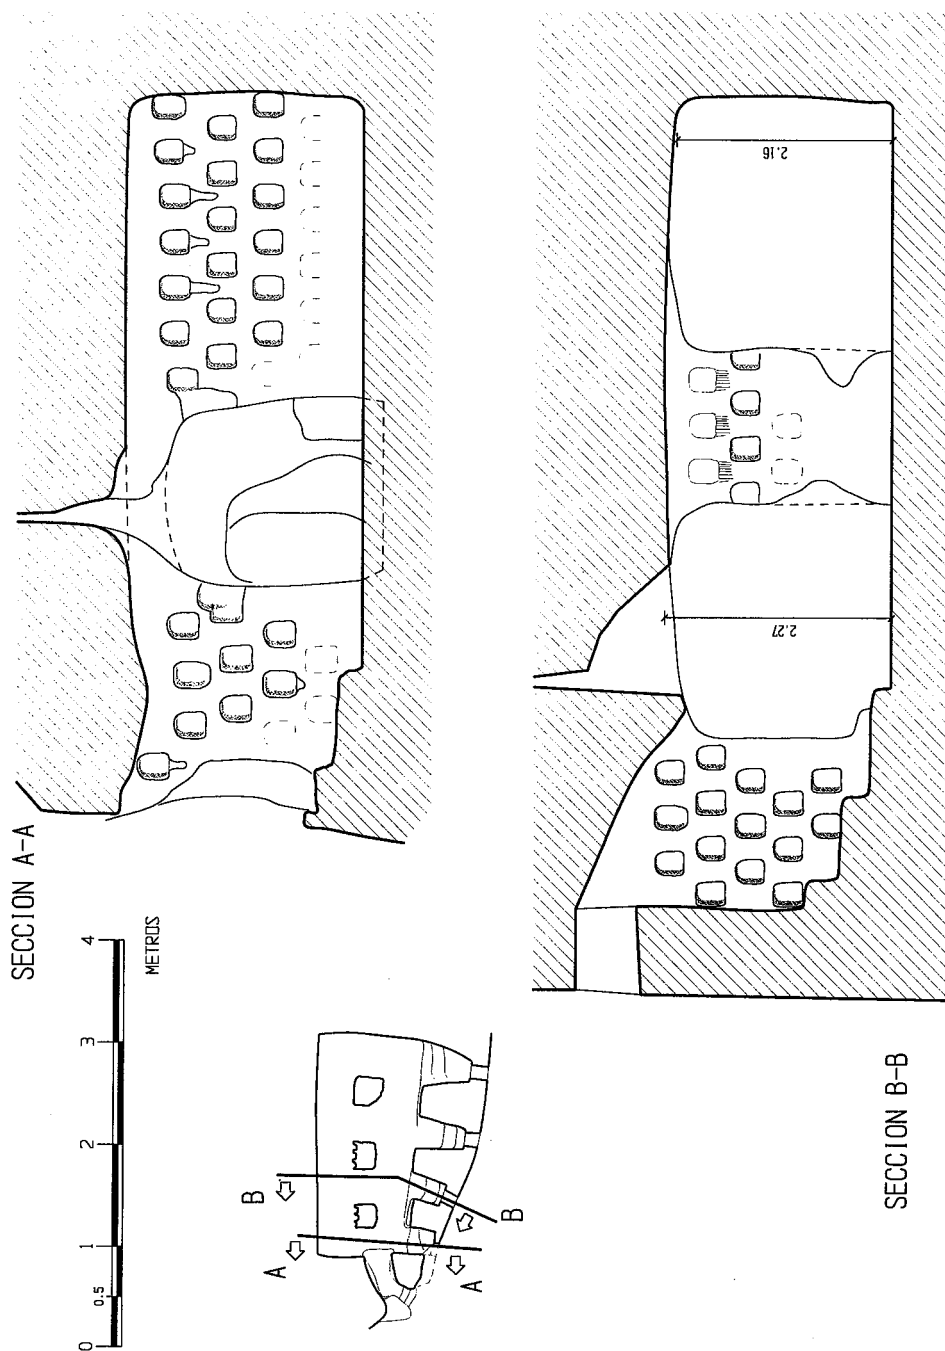 SECCION A-A
0 0.5 1 2 3 4
METROS
A
A
B
B
2.16
2.27
SECCION B-B